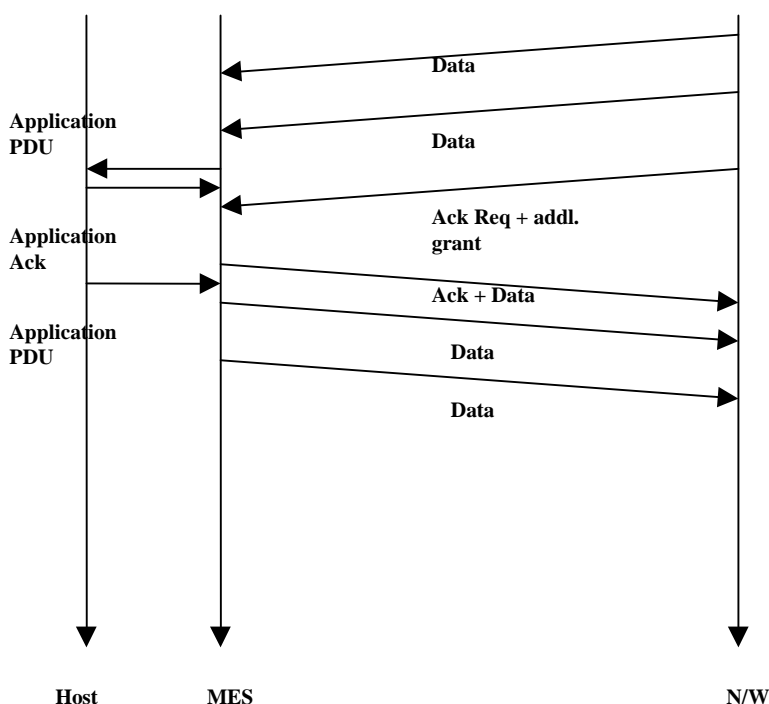 Data
Application
PDU
Data
Ack Req + addl.
grant
Application
Ack
Ack + Data
Application
PDU
Data
Data
Host
MES
N/W